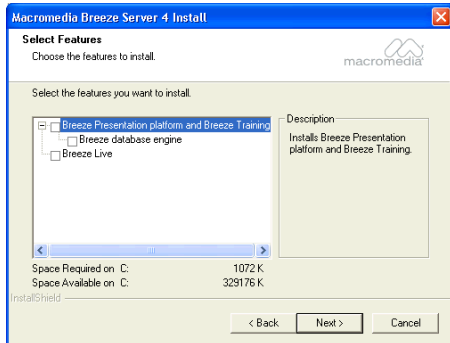 Macromedia Breeze Server 4 Install
Select Features
Choose the features to install.
macromedia
Select the features you want to install.
Breeze Presentation platform and Breeze Training
Breeze database engine
Breeze Live
Description
Installs Breeze Presentation
platform and Breeze Training.
Space Required on C: 1072 K
Space Available on C: 329176 K
InstallShield
< Back Next > Cancel